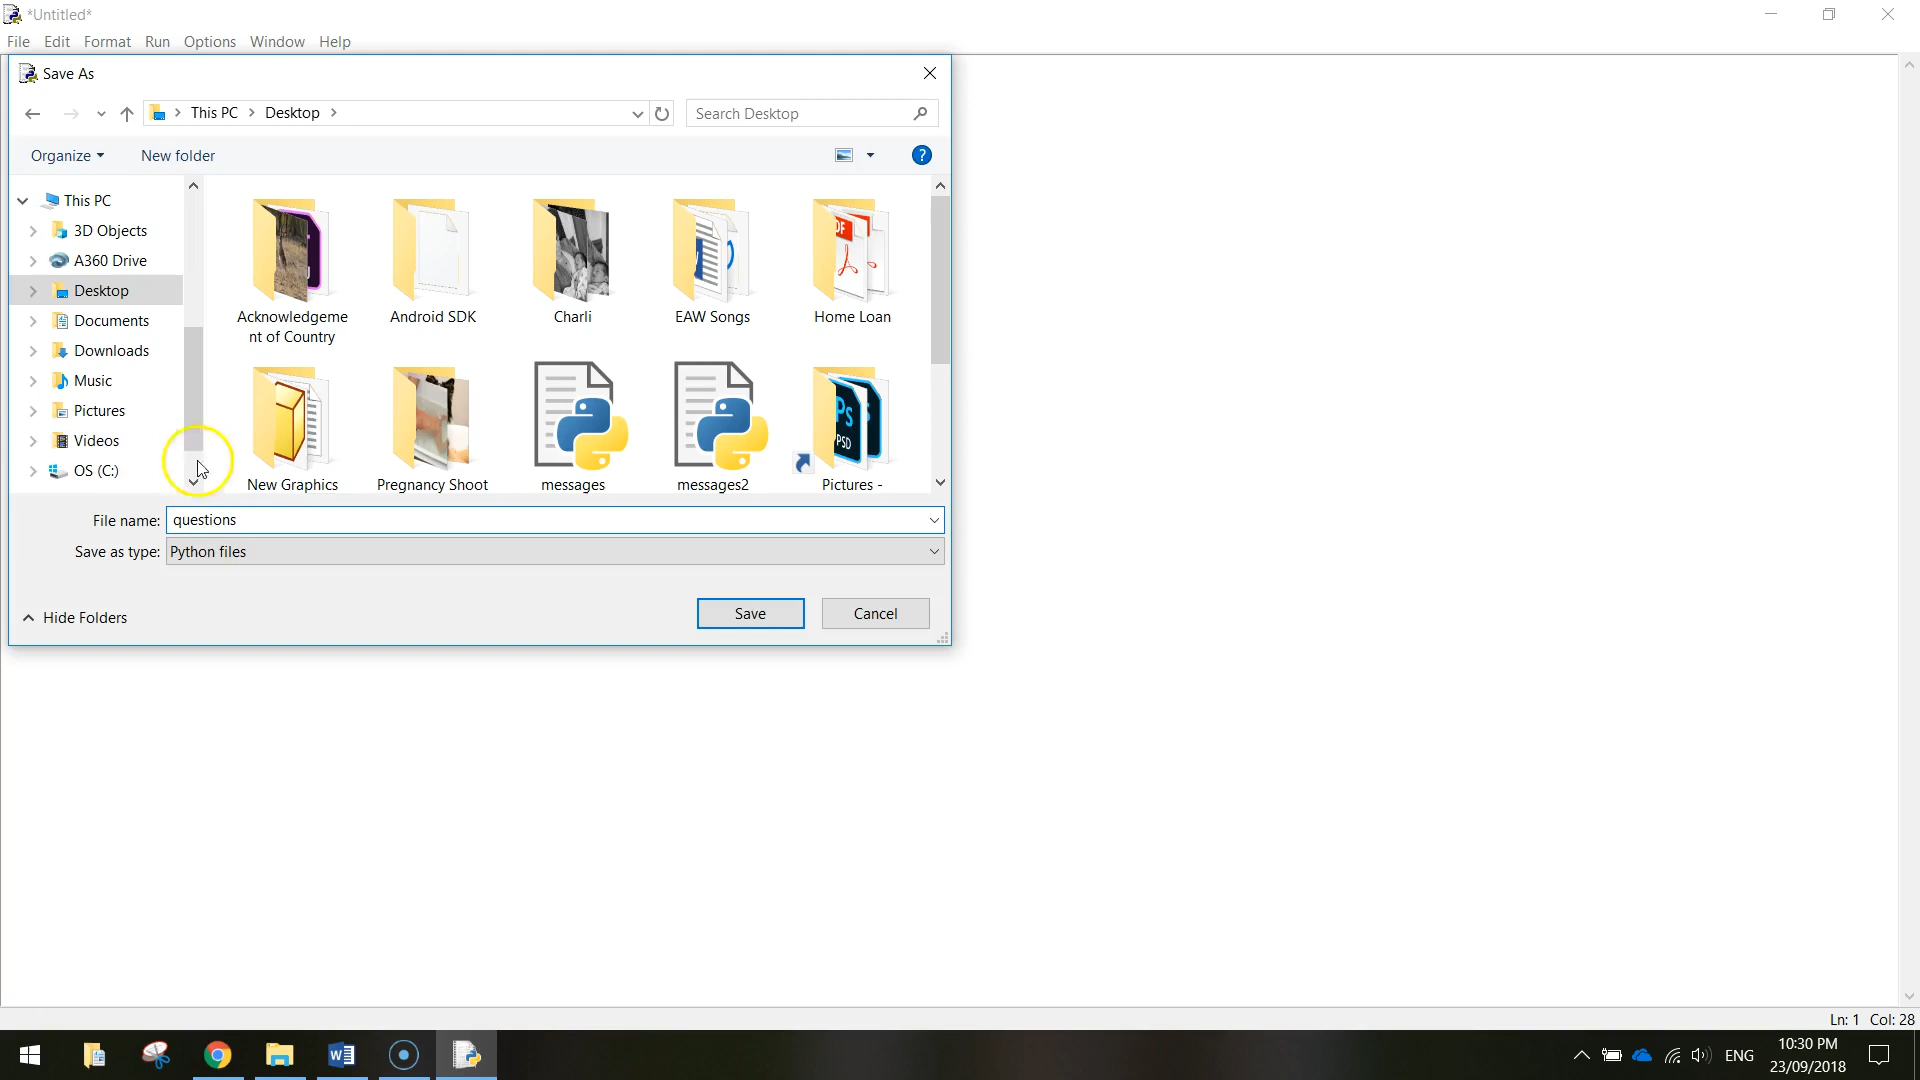 *Untitled*
File Edit Format Run Options Window Help
Save As
This PC Desktop
Search Desktop
Organize New folder
?
This PC
3D Objects
A360 Drive
Desktop
Documents
Downloads
Music
Pictures
Videos
OS (C:)
Acknowledgeme
nt of Country
Android SDK
Charli
EAW Songs
Home Loan
New Graphics
Pregnancy Shoot
messages
messages2
Pictures -
File name: questions
Save as type: Python files
Hide Folders
Save Cancel
Ln: 1 Col: 28
ENG
10:30 PM
23/09/2018